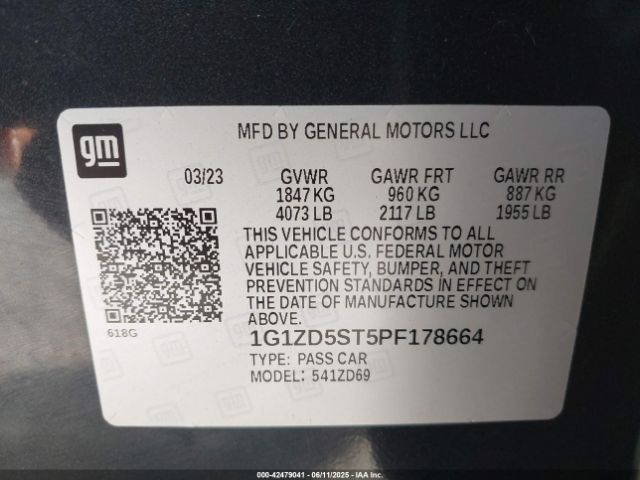 gm
MFD BY GENERAL MOTORS LLC
03/23 GVWR GAWR FRT GAWR RR
1847 KG 960 KG 887 KG
4073 LB 2117 LB 1955 LB
THIS VEHICLE CONFORMS TO ALL
APPLICABLE U.S. FEDERAL MOTOR
VEHICLE SAFETY, BUMPER, AND THEFT
PREVENTION STANDARDS IN EFFECT ON
THE DATE OF MANUFACTURE SHOWN
ABOVE.
618G
1G1ZD5ST5PF178664
TYPE: PASS CAR
MODEL: 541ZD69
000-42479041 - 06/11/2025 - IAAI.com